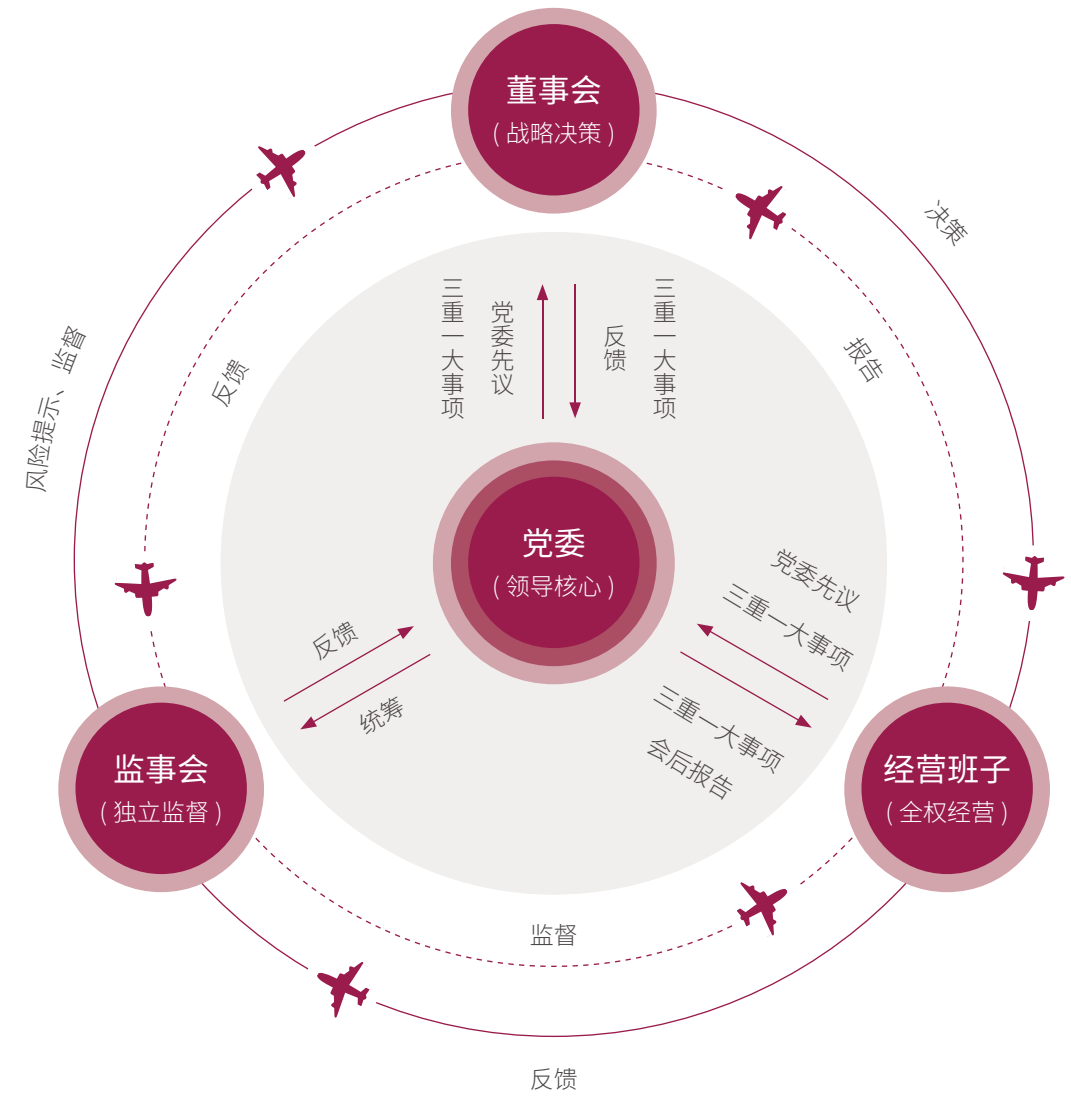 董事会
( 战略决策 )
决策
报告
风险提示、监督
反馈
三重一大事项
党委先议
反馈
三重一大事项
党委
( 领导核心 )
党委先议
三重一大事项
三重一大事项
会后报告
反馈
统筹
监事会
( 独立监督 )
经营班子
( 全权经营 )
监督
反馈